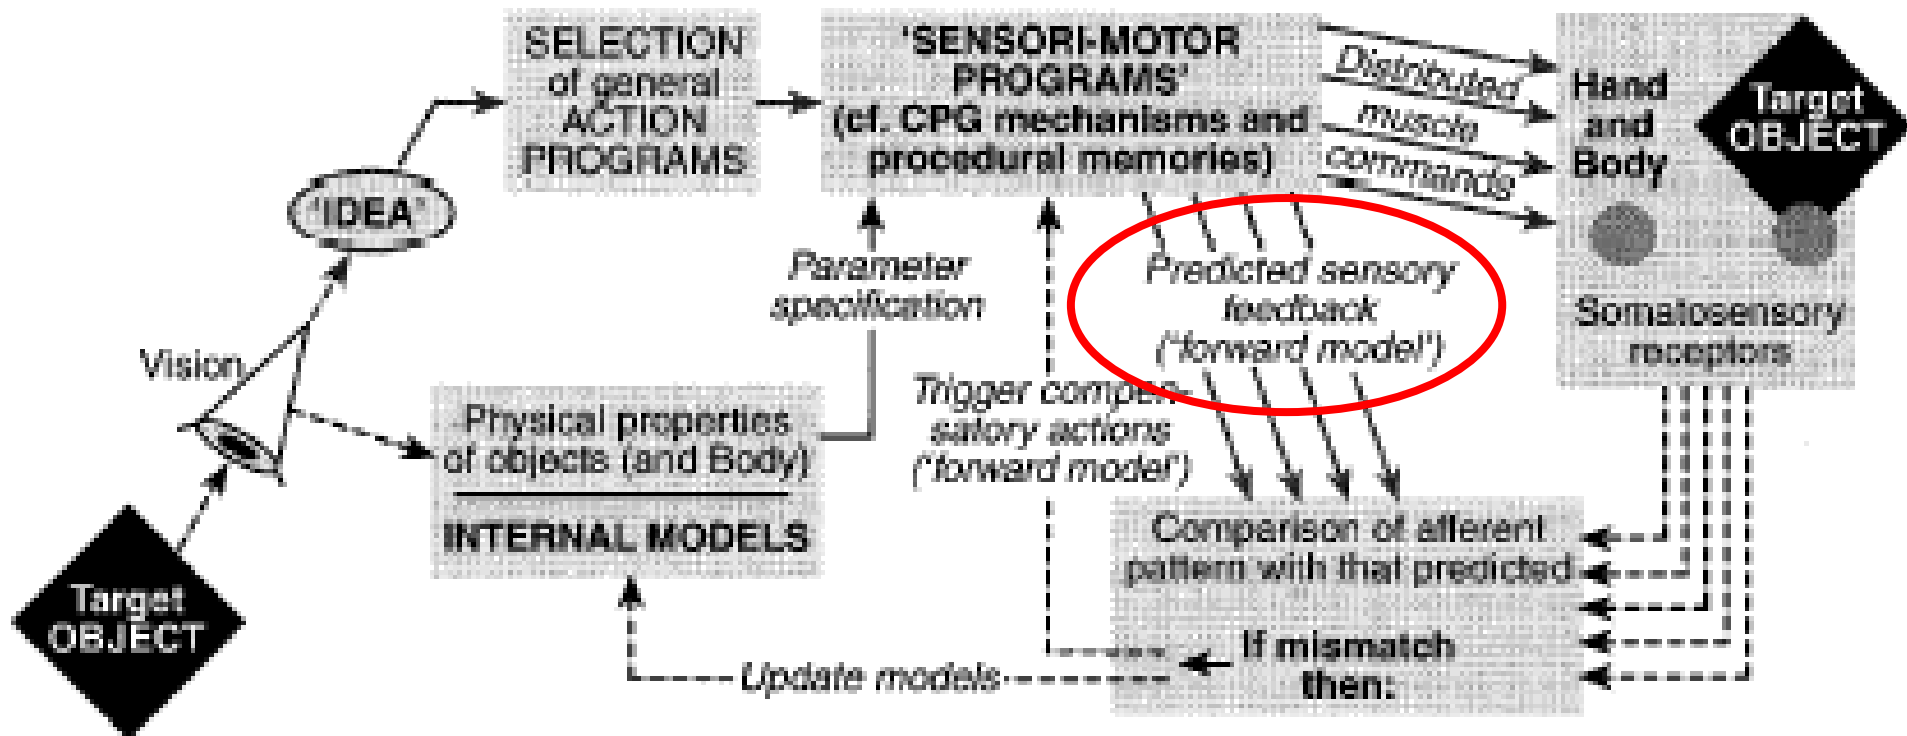 SELECTION
of general
ACTION
PROGRAMS
'SENSORI-MOTOR
PROGRAMS'
(cf. CPG mechanisms and
procedural memories)
Distributed
muscle
commands
Hand
and
Body
Target
OBJECT
Somatosensory
receptors
'IDEA'
Vision
Parameter
specification
Predicted sensory
feedback
('forward model')
Trigger compen-
satory actions
('forward model')
Physical properties
of objects (and Body)
INTERNAL MODELS
Target
OBJECT
Comparison of afferent
pattern with that predicted
If mismatch
then:
Update models